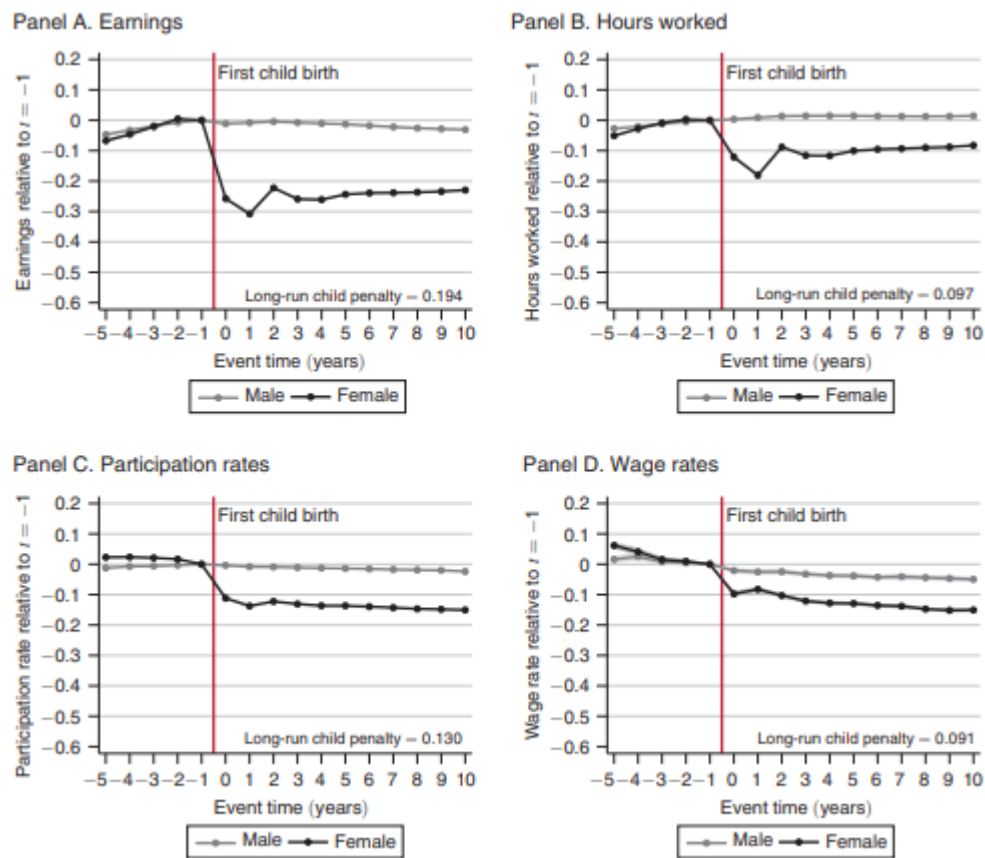 Panel A. Earnings
Earnings relative to t = −1
0.2
0.1
0
−0.1
−0.2
−0.3
−0.4
−0.5
−0.6
First child birth
Long-run child penalty − 0.194
−5 −4 −3 −2 −1 0 1 2 3 4 5 6 7 8 9 10
Event time (years)
Male Female
Panel B. Hours worked
Hours worked relative to t = −1
0.2
0.1
0
−0.1
−0.2
−0.3
−0.4
−0.5
−0.6
First child birth
Long-run child penalty − 0.097
−5 −4 −3 −2 −1 0 1 2 3 4 5 6 7 8 9 10
Event time (years)
Male Female
Panel C. Participation rates
Participation rate relative to t = −1
0.2
0.1
0
−0.1
−0.2
−0.3
−0.4
−0.5
−0.6
First child birth
Long-run child penalty − 0.130
−5 −4 −3 −2 −1 0 1 2 3 4 5 6 7 8 9 10
Event time (years)
Male Female
Panel D. Wage rates
Wage rate relative to t = −1
0.2
0.1
0
−0.1
−0.2
−0.3
−0.4
−0.5
−0.6
First child birth
Long-run child penalty − 0.091
−5 −4 −3 −2 −1 0 1 2 3 4 5 6 7 8 9 10
Event time (years)
Male Female